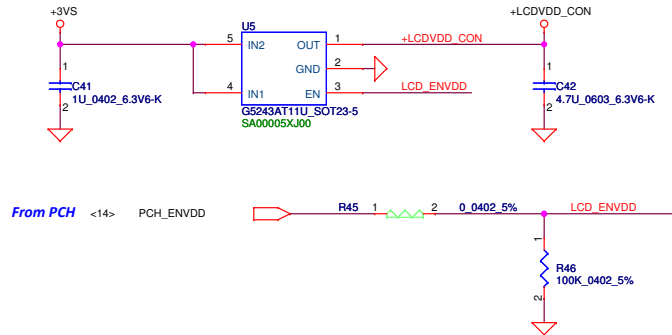 +3VS
+LCDVDD_CON
U5
5 IN2 OUT 1 +LCDVDD_CON
GND 2
4 IN1 EN 3 LCD_ENVDD
1
C41
1U_0402_6.3V6-K
2
1
C42
4.7U_0603_6.3V6-K
2
G5243AT11U_SOT23-5
SA00005XJ00
From PCH <14> PCH_ENVDD R45 1 2 0_0402_5% LCD_ENVDD
1
R46
100K_0402_5%
2